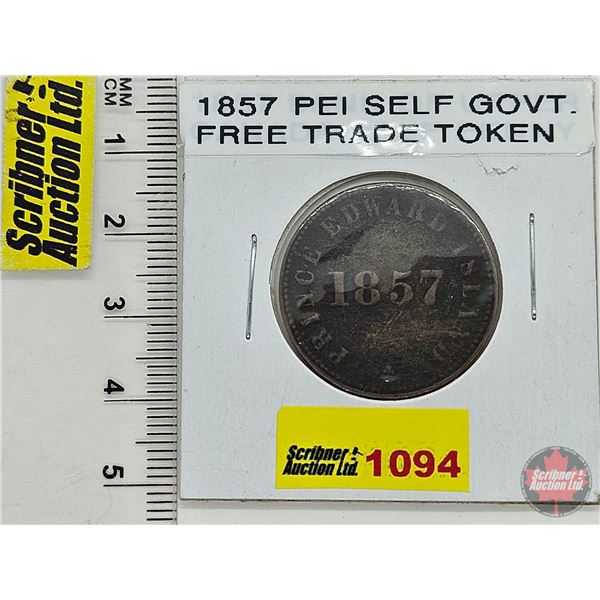 Scribner
Auction Ltd.
MM
CM
1
2
3
4
5
1857 PEI SELF GOVT.
FREE TRADE TOKEN
PRINCE EDWARD ISLAND
1857
Scribner
Auction Ltd.
1094
Scribner
Auction Ltd.